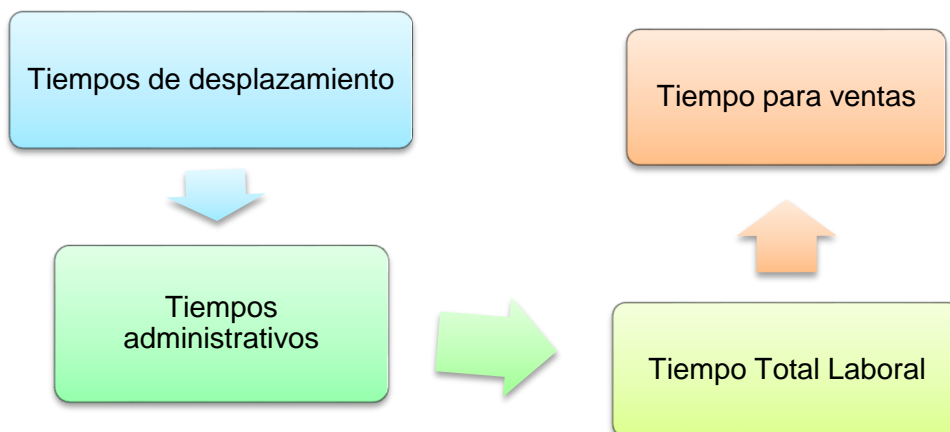 Tiempos de desplazamiento
Tiempos
administrativos
Tiempo Total Laboral
Tiempo para ventas